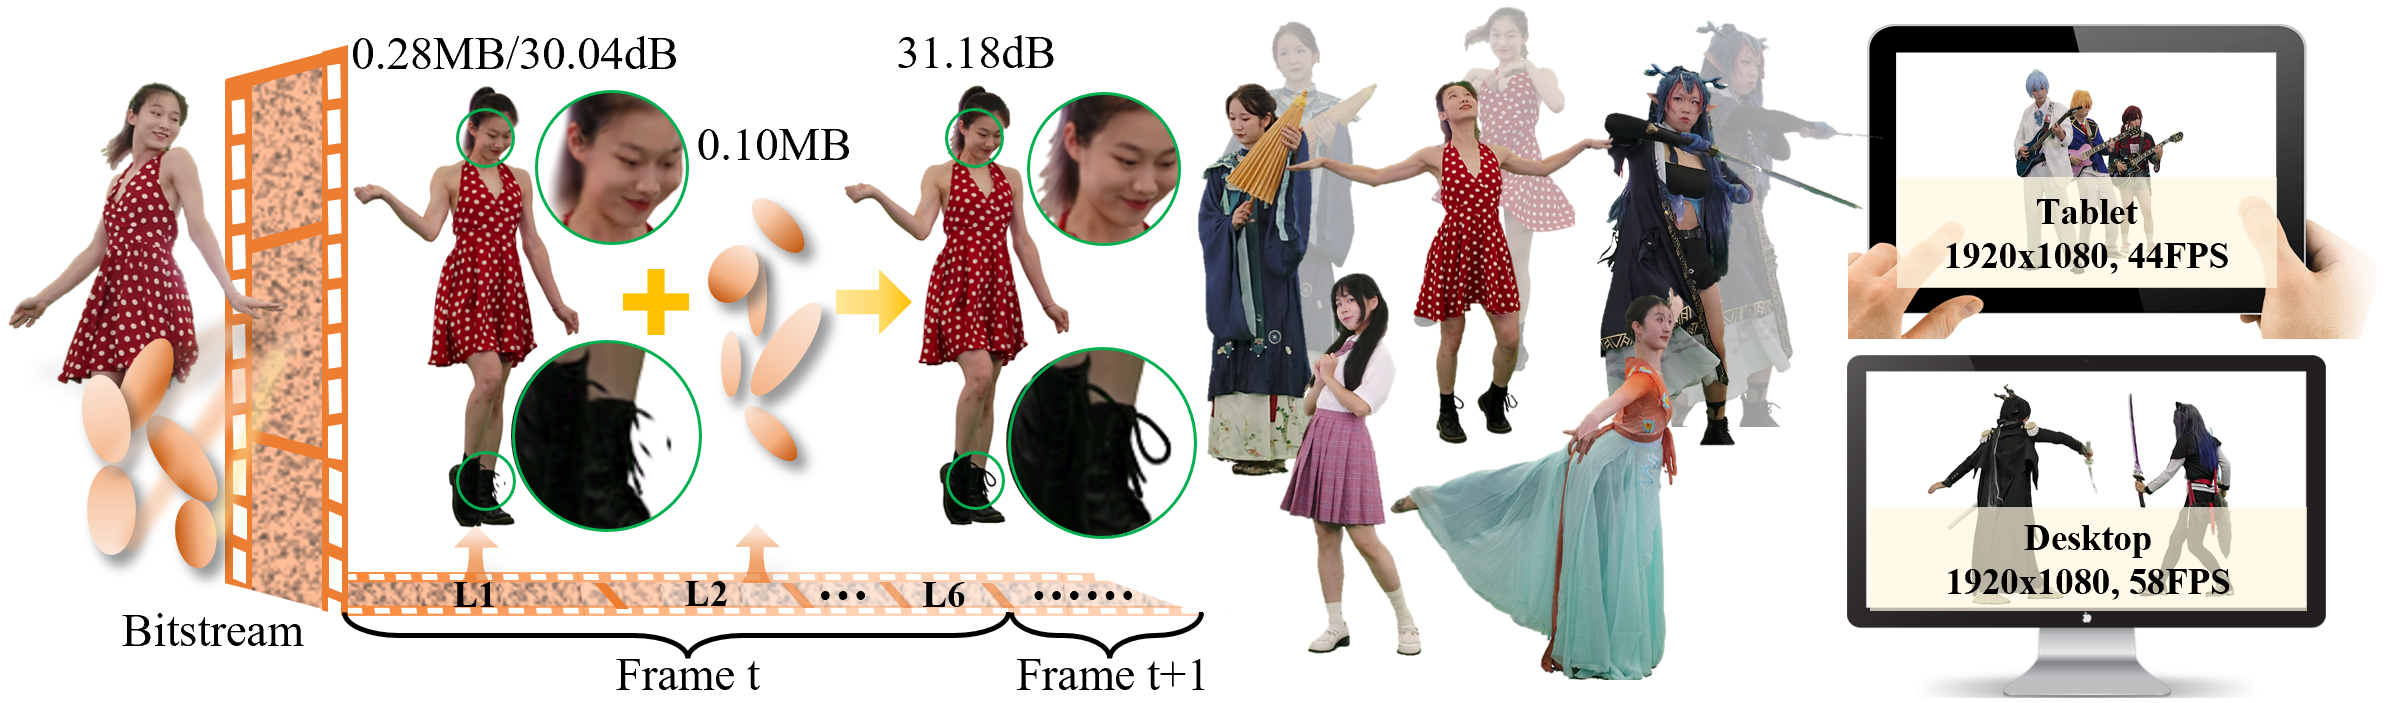 0.28MB/30.04dB
0.10MB
31.18dB
Bitstream
L1
L2
•••
L6
••••••
Frame t
Frame t+1
Tablet
1920x1080, 44FPS
Desktop
1920x1080, 58FPS